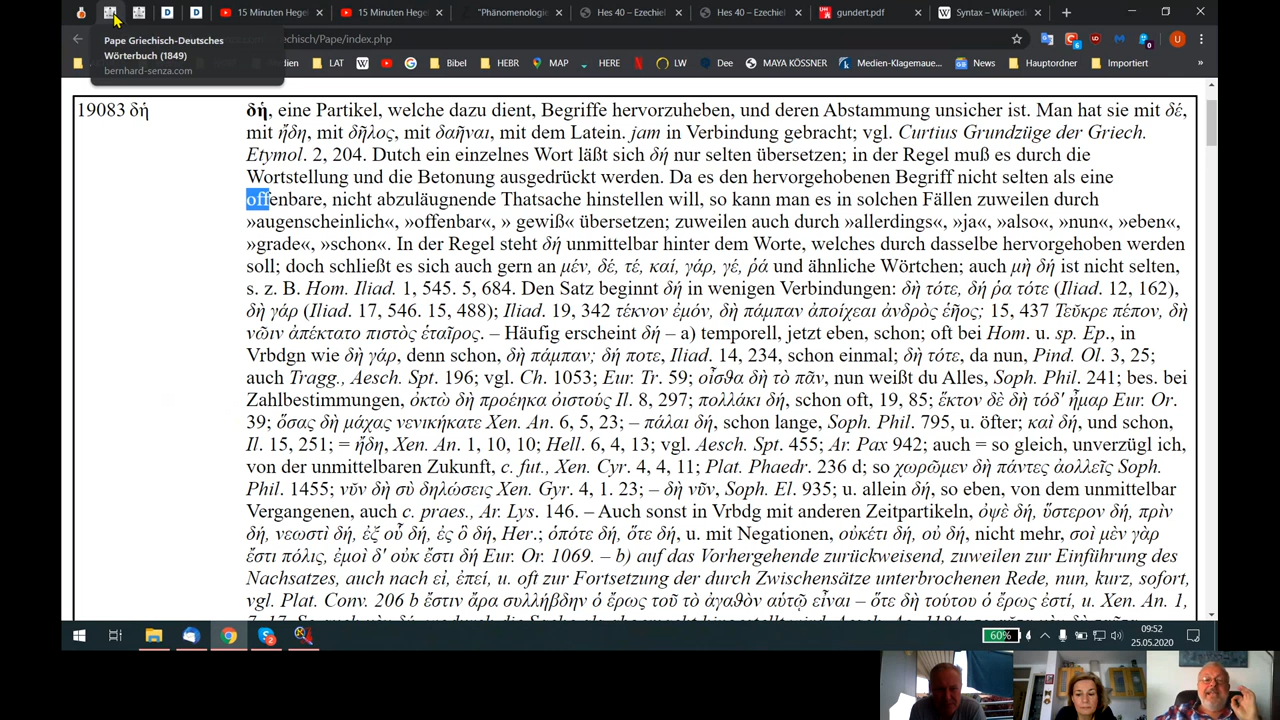 15 Minuten Hegel
15 Minuten Hegel
"Phänomenologie
Hes 40 – Ezechiel
Hes 40 – Ezechiel
gundert.pdf
Syntax – Wikipedi
Pape Griechisch-Deutsches
Wörterbuch (1849)
bernhard-senza.com
echisch/Pape/index.php
LAT
Bibel
HEBR
MAP
LW
Dee
MAYA KÖSSNER
Medien-Klagemaue...
News
Hauptordner
Importiert
19083 δή
δή, eine Partikel, welche dazu dient, Begriffe hervorzuheben, und deren Abstammung unsicher ist. Man hat sie mit δέ,
mit ἤδη, mit δῆλος, mit δαῆναι, mit dem Latein. jam in Verbindung gebracht; vgl. Curtius Grundzüge der Griech.
Etymol. 2, 204. Dutch ein einzelnes Wort läßt sich δή nur selten übersetzen; in der Regel muß es durch die
Wortstellung und die Betonung ausgedrückt werden. Da es den hervorgehobenen Begriff nicht selten als eine
offenbare, nicht abzuläugnende Thatsache hinstellen will, so kann man es in solchen Fällen zuweilen durch
»augenscheinlich«, »offenbar«, » gewiß« übersetzen; zuweilen auch durch »allerdings«, »ja«, »also«, »nun«, »eben«,
»grade«, »schon«. In der Regel steht δή unmittelbar hinter dem Worte, welches durch dasselbe hervorgehoben werden
soll; doch schließt es sich auch gern an μέν, δέ, τέ, καί, γάρ, γέ, ῥά und ähnliche Wörtchen; auch μὴ δή ist nicht selten,
s. z. B. Hom. Iliad. 1, 545. 5, 684. Den Satz beginnt δή in wenigen Verbindungen: δὴ τότε, δή ῥα τότε (Iliad. 12, 162),
δὴ γάρ (Iliad. 17, 546. 15, 488); Iliad. 19, 342 τέκνον ἐμόν, δὴ πάμπαν ἀποίχεαι ἀνδρὸς ἑῆος; 15, 437 Τεῦκρε πέπον, δὴ
νῶιν ἀπέκτατο πιστὸς ἑταῖρος. – Häufig erscheint δή – a) temporell, jetzt eben, schon; oft bei Hom. u. sp. Ep., in
Vrbdgn wie δὴ γάρ, denn schon, δὴ πάμπαν; δή ποτε, Iliad. 14, 234, schon einmal; δὴ τότε, da nun, Pind. Ol. 3, 25;
auch Tragg., Aesch. Spt. 196; vgl. Ch. 1053; Eur. Tr. 59; οἶσθα δὴ τὸ πᾶν, nun weißt du Alles, Soph. Phil. 241; bes. bei
Zahlbestimmungen, ὀκτὼ δὴ προέηκα ὀιστοὺς Il. 8, 297; πολλάκι δή, schon oft, 19, 85; ἕκτον δὲ δὴ τόδ' ἦμαρ Eur. Or.
39; ὅσας δὴ μάχας νενικήκατε Xen. An. 6, 5, 23; – πάλαι δή, schon lange, Soph. Phil. 795, u. öfter; καὶ δή, und schon,
Il. 15, 251; = ἤδη, Xen. An. 1, 10, 10; Hell. 6, 4, 13; vgl. Aesch. Spt. 455; Ar. Pax 942; auch = so gleich, unverzügl ich,
von der unmittelbaren Zukunft, c. fut., Xen. Cyr. 4, 4, 11; Plat. Phaedr. 236 d; so χωρῶμεν δὴ πάντες ἀολλεῖς Soph.
Phil. 1455; νῦν δὴ σὺ δηλώσεις Xen. Gyr. 4, 1. 23; – δὴ νῦν, Soph. El. 935; u. allein δή, so eben, von dem unmittelbar
Vergangenen, auch c. praes., Ar. Lys. 146. – Auch sonst in Vrbdg mit anderen Zeitpartikeln, ὀψὲ δή, ὕστερον δή, πρὶν
δή, νεωστὶ δή, ἐξ οὗ δή, ἐς ὃ δή, Her.; ὁπότε δή, ὅτε δή, u. mit Negationen, οὐκέτι δή, οὐ δή, nicht mehr, σοὶ μὲν γὰρ
ἔστι πόλις, ἐμοὶ δ' οὐκ ἔστι δή Eur. Or. 1069. – b) auf das Vorhergehende zurückweisend, zuweilen zur Einführung des
Nachsatzes, auch nach εἰ, ἐπεί, u. oft zur Fortsetzung der durch Zwischensätze unterbrochenen Rede, nun, kurz, sofort,
vgl. Plat. Conv. 206 b ἔστιν ἄρα συλλήβδην ὁ ἔρως τοῦ τὸ ἀγαθὸν αὑτῷ εἶναι – ὅτε δὴ τούτου ὁ ἔρως ἐστί, u. Xen. An. 1,
60%
09:52
25.05.2020